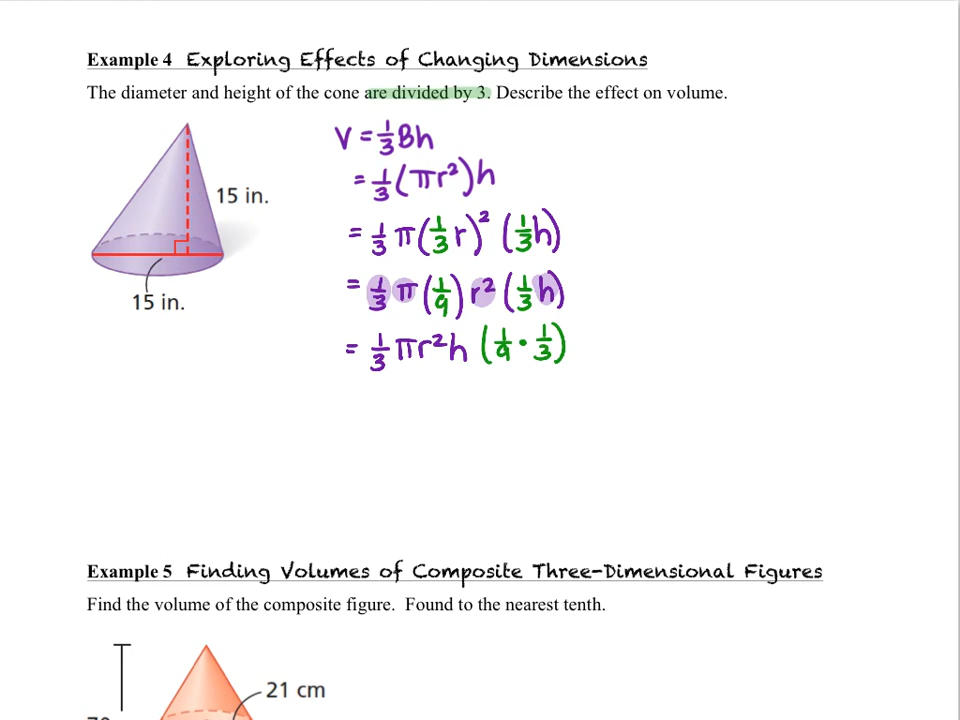 Example 4 Exploring Effects of Changing Dimensions
The diameter and height of the cone are divided by 3. Describe the effect on volume.
15 in.
15 in.
V = 1/3 Bh
= 1/3 (πr²)h
= 1/3 π(1/3 r)² (1/3 h)
= 1/3 π (1/9) r² (1/3 h)
= 1/3 πr²h (1/9 · 1/3)
Example 5 Finding Volumes of Composite Three-Dimensional Figures
Find the volume of the composite figure. Found to the nearest tenth.
21 cm